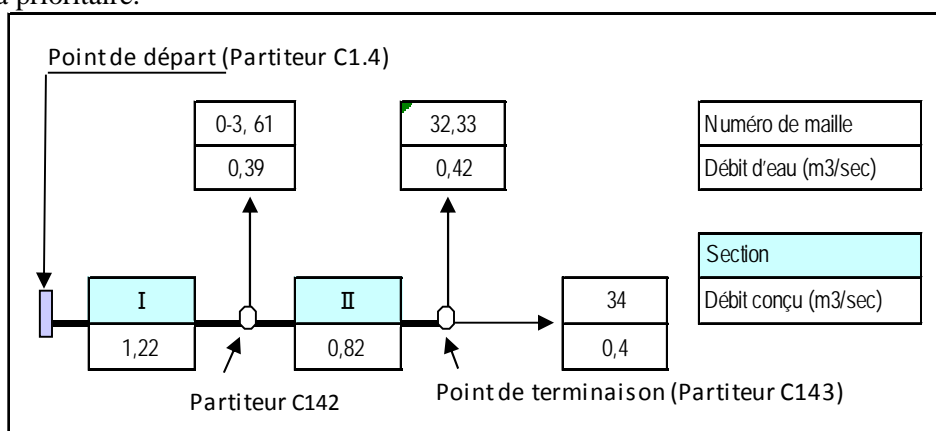 a prioritaire.
Point de départ (Partiteur C1.4)
0-3, 61
0,39
32,33
0,42
Numéro de maille
Débit d'eau (m3/sec)
Section
Débit conçu (m3/sec)
I
1,22
II
0,82
34
0,4
Partiteur C142
Point de terminaison (Partiteur C143)